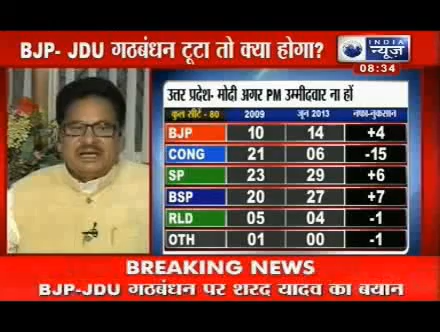 BJP- JDU गठबंधन टूटा तो क्या होगा?
INDIA
न्यूज़
08:34
उत्तर प्रदेश- मोदी अगर PM उम्मीदवार ना हों
कुल सीटें - 80 2009 जून 2013 नफा-नुकसान
BJP 10 14 +4
CONG 21 06 -15
SP 23 29 +6
BSP 20 27 +7
RLD 05 04 -1
OTH 01 00 -1
BREAKING NEWS
BJP-JDU गठबंधन पर शरद यादव का बयान